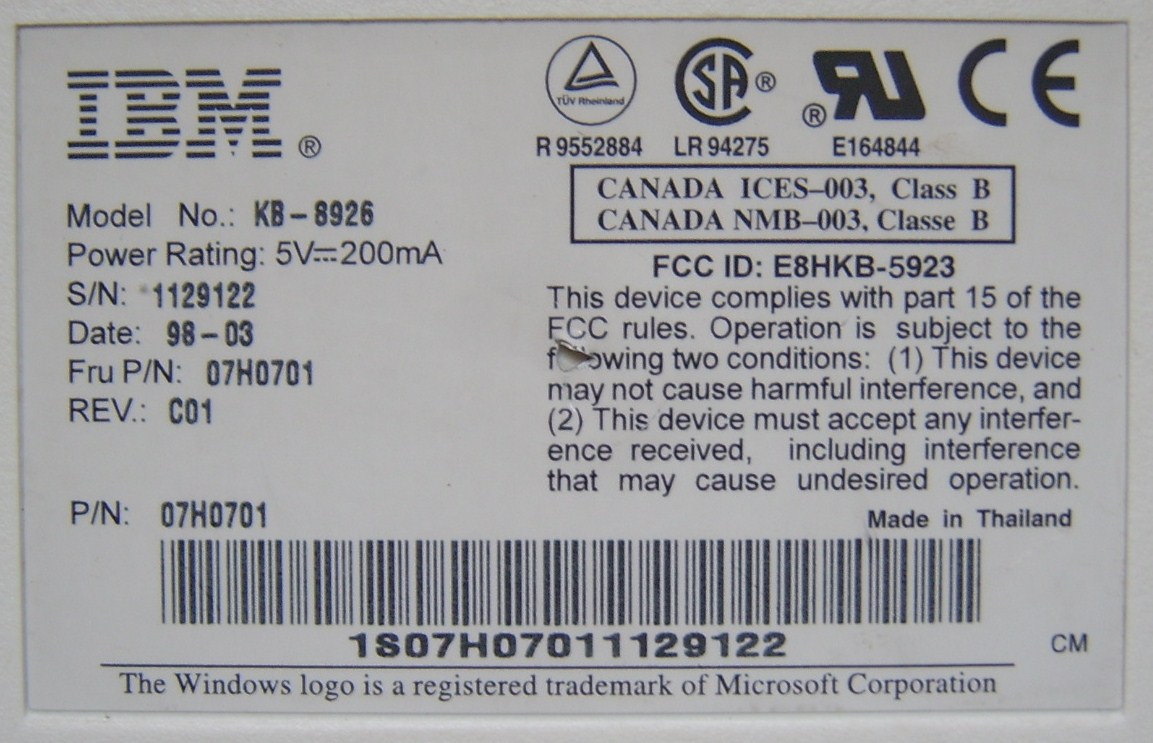 IBM ®
Model No.: KB-8926
Power Rating: 5V⎓200mA
S/N: 1129122
Date: 98-03
Fru P/N: 07H0701
REV.: C01
TÜV Rheinland
R 9552884
SA ®
LR 94275
® RU
E164844
CE
CANADA ICES-003, Class B
CANADA NMB-003, Classe B
FCC ID: E8HKB-5923
This device complies with part 15 of the
FCC rules. Operation is subject to the
two conditions: (1) This device
may not cause harmful interference, and
(2) This device must accept any interfer-
ence received, including interference
that may cause undesired operation.
Made in Thailand
P/N: 07H0701
1S07H07011129122
CM
The Windows logo is a registered trademark of Microsoft Corporation